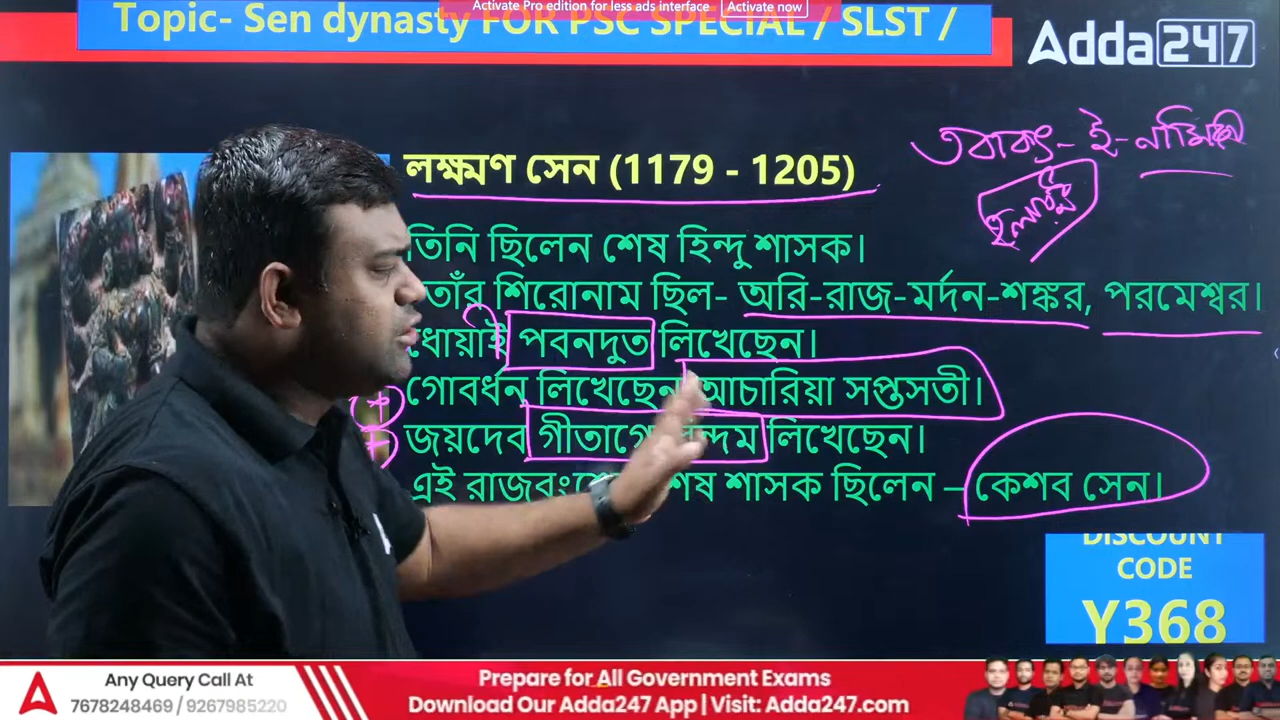 Activate Pro edition for less ads interface Activate now
Topic- Sen dynasty FOR PSC SPECIAL / SLST /
Adda247
তবাকৎ-ই-নাসিরী
লক্ষ্মণ সেন (1179 - 1205)
তিনি ছিলেন শেষ হিন্দু শাসক।
তাঁর শিরোনাম ছিল- অরি-রাজ-মর্দন-শঙ্কর, পরমেশ্বর।
ধোয়াই পবনদুত লিখেছেন।
গোবর্ধন লিখেছেন আচারিয়া সপ্তসতী।
জয়দেব লিখেছেন।
এই শাসক ছিলেন – কেশব সেন।
DISCOUNT
CODE
Y368
Any Query Call At
7678248469 / 9267985220
Prepare for All Government Exams
Download Our Adda247 App | Visit: Adda247.com